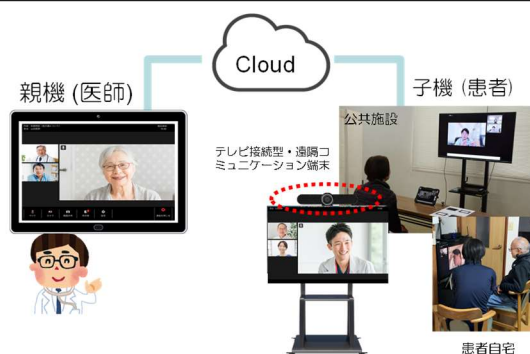 Cloud
親機 (医師)
子機 (患者)
公共施設
テレビ接続型・遠隔コ
ミュニケーション端末
患者自宅